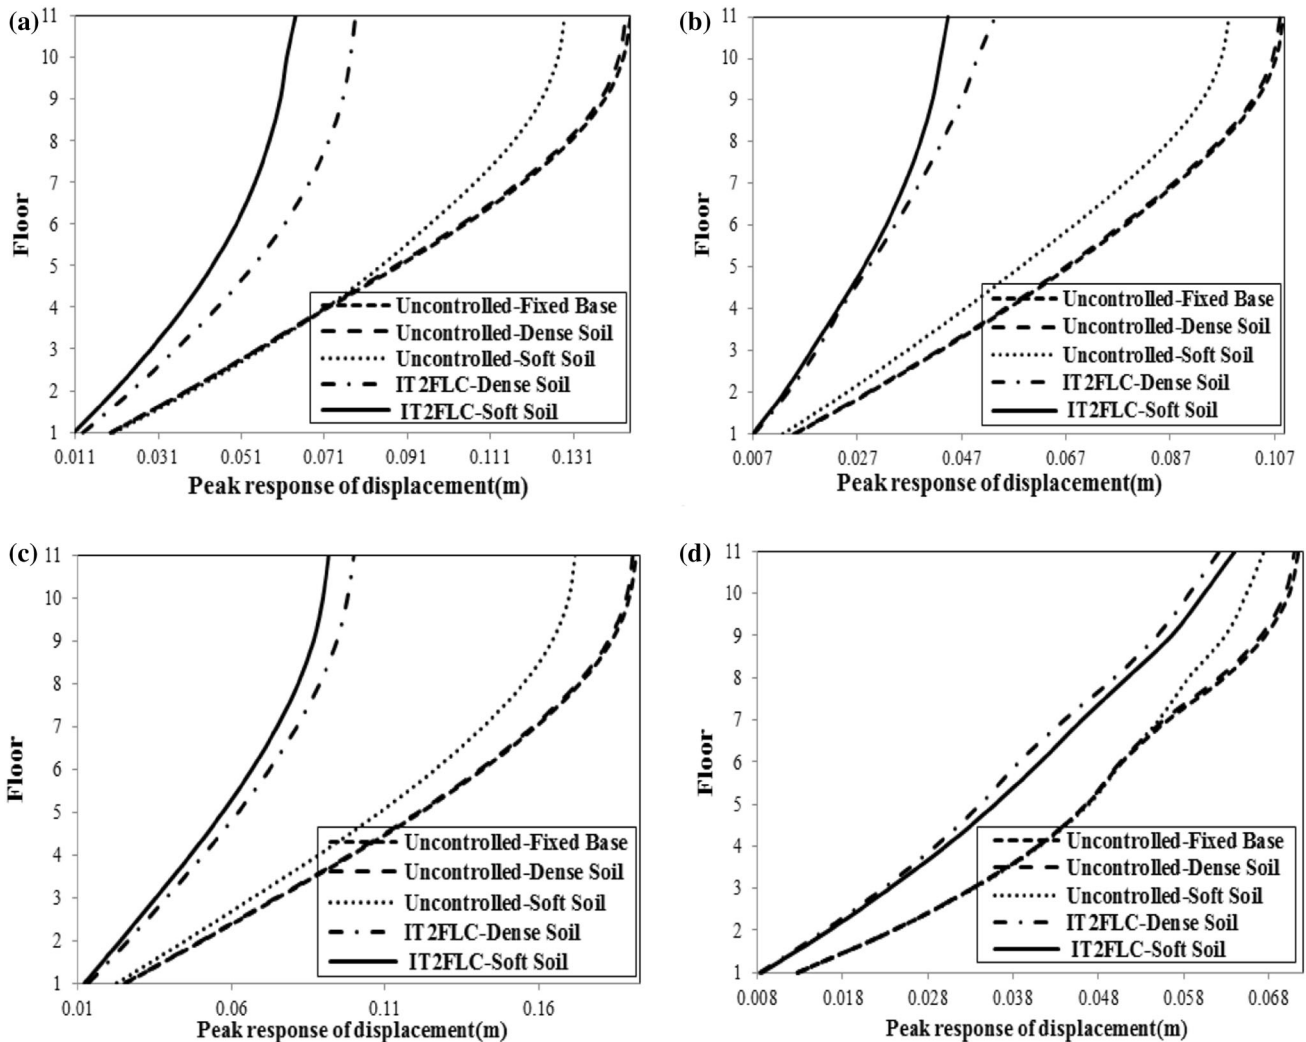 (a)
11
10
9
8
7
6
5
4
3
2
1
Floor
0.011 0.031 0.051 0.071 0.091 0.111 0.131
Peak response of displacement(m)
Uncontrolled-Fixed Base
Uncontrolled-Dense Soil
Uncontrolled-Soft Soil
IT2FLC-Dense Soil
IT2FLC-Soft Soil
(b)
11
10
9
8
7
6
5
4
3
2
1
Floor
0.007 0.027 0.047 0.067 0.087 0.107
Peak response of displacement(m)
Uncontrolled-Fixed Base
Uncontrolled-Dense Soil
Uncontrolled-Soft Soil
IT2FLC-Dense Soil
IT2FLC-Soft Soil
(c)
11
10
9
8
7
6
5
4
3
2
1
Floor
0.01 0.06 0.11 0.16
Peak response of displacement(m)
Uncontrolled-Fixed Base
Uncontrolled-Dense Soil
Uncontrolled-Soft Soil
IT2FLC-Dense Soil
IT2FLC-Soft Soil
(d)
11
10
9
8
7
6
5
4
3
2
1
Floor
0.008 0.018 0.028 0.038 0.048 0.058 0.068
Peak response of displacement(m)
Uncontrolled-Fixed Base
Uncontrolled-Dense Soil
Uncontrolled-Soft Soil
IT2FLC-Dense Soil
IT2FLC-Soft Soil